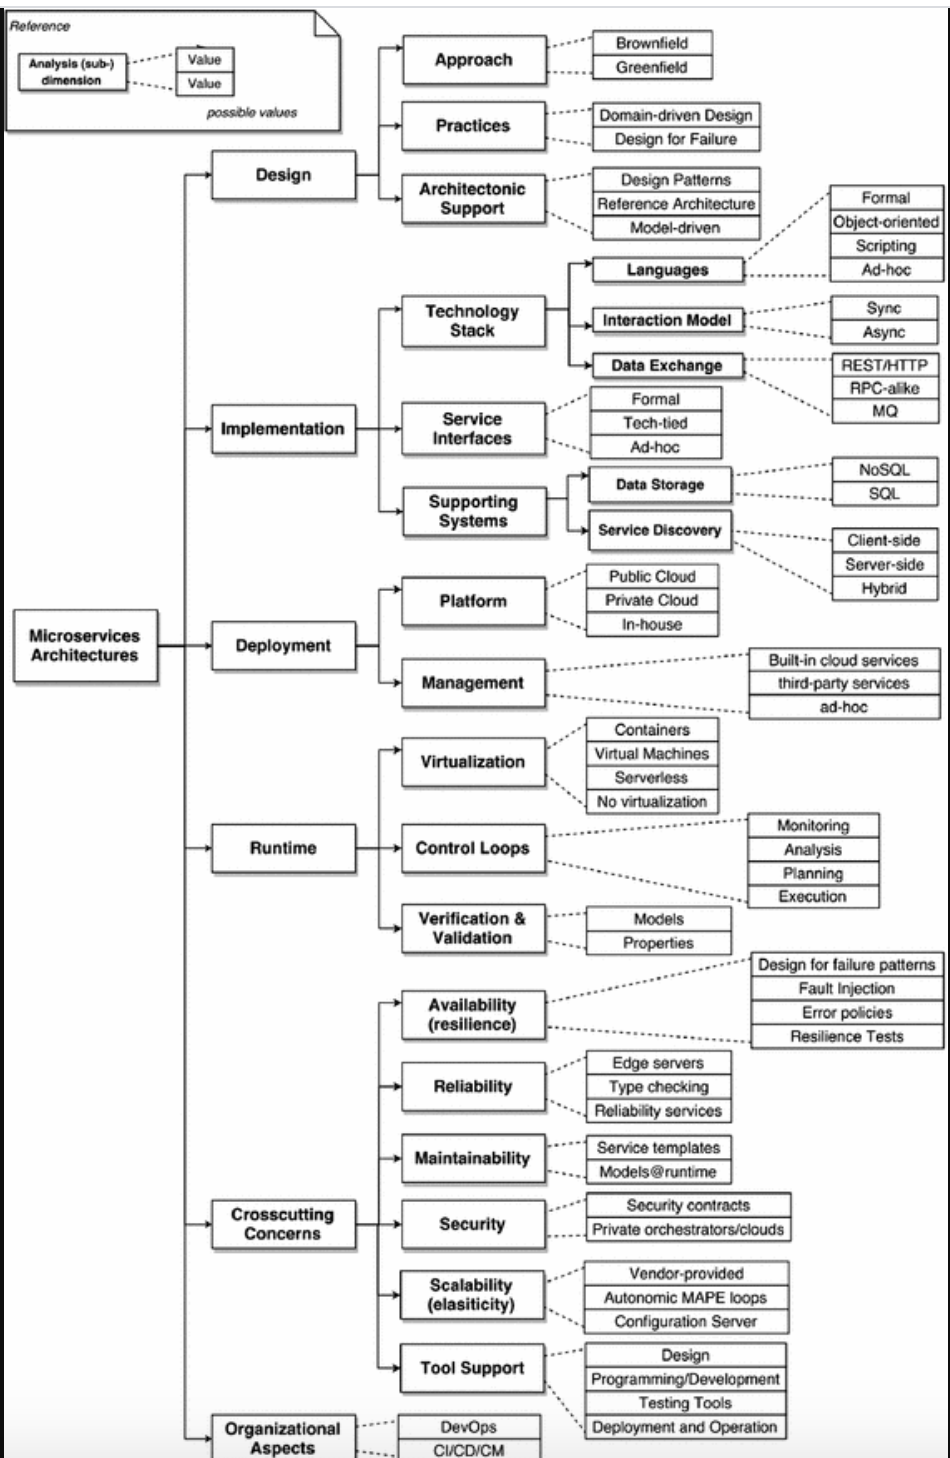 Reference
Analysis (sub-)
dimension
Value
Value
possible values
Microservices
Architectures
Design
Approach
Brownfield
Greenfield
Practices
Domain-driven Design
Design for Failure
Architectonic
Support
Design Patterns
Reference Architecture
Model-driven
Implementation
Technology
Stack
Languages
Formal
Object-oriented
Scripting
Ad-hoc
Interaction Model
Sync
Async
Data Exchange
REST/HTTP
RPC-alike
MQ
Service
Interfaces
Formal
Tech-tied
Ad-hoc
Supporting
Systems
Data Storage
NoSQL
SQL
Service Discovery
Client-side
Server-side
Hybrid
Deployment
Platform
Public Cloud
Private Cloud
In-house
Management
Built-in cloud services
third-party services
ad-hoc
Runtime
Virtualization
Containers
Virtual Machines
Serverless
No virtualization
Control Loops
Monitoring
Analysis
Planning
Execution
Verification &
Validation
Models
Properties
Crosscutting
Concerns
Availability
(resilience)
Design for failure patterns
Fault Injection
Error policies
Resilience Tests
Reliability
Edge servers
Type checking
Reliability services
Maintainability
Service templates
Models@runtime
Security
Security contracts
Private orchestrators/clouds
Scalability
(elasiticity)
Vendor-provided
Autonomic MAPE loops
Configuration Server
Tool Support
Design
Programming/Development
Testing Tools
Deployment and Operation
Organizational
Aspects
DevOps
CI/CD/CM